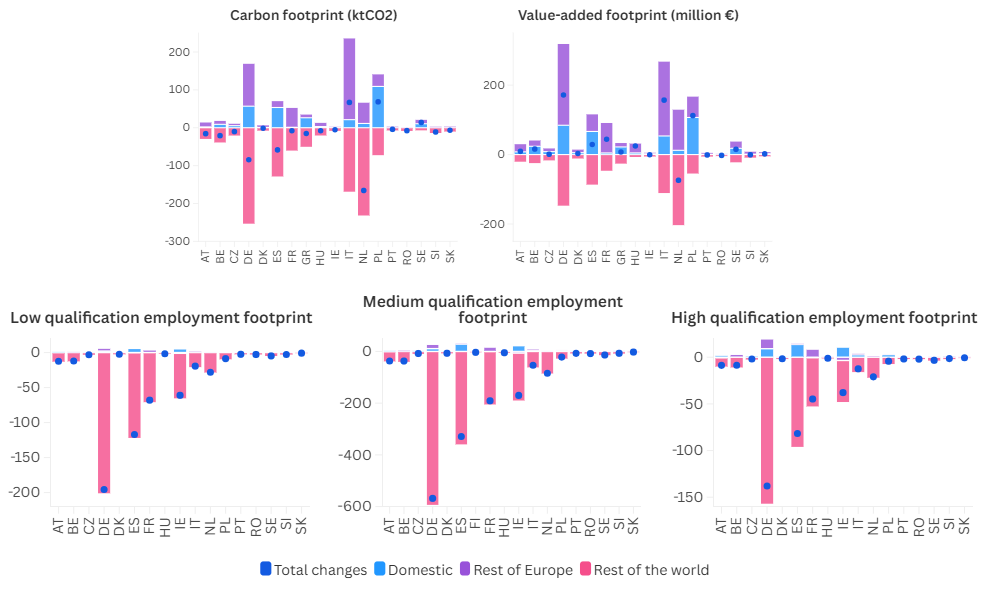 Carbon footprint (ktCO2)
200
100
0
-100
-200
-300
AT BE CZ DE DK ES FR GR HU IE IT NL PL PT RO SE SI SK
Value-added footprint (million €)
200
0
-200
AT BE CZ DE DK ES FR GR HU IE IT NL PL PT RO SE SI SK
Low qualification employment footprint
0
-50
-100
-150
-200
AT BE CZ DE DK ES FR HU IE IT NL PL PT RO SE SI SK
Medium qualification employment
footprint
0
-200
-400
-600
AT BE CZ DE DK ES FI FR HU IE IT NL PL PT RO SE SI SK
High qualification employment footprint
0
-50
-100
-150
AT BE CZ DE DK ES FR HU IE IT NL PL PT RO SE SI SK
Total changes Domestic Rest of Europe Rest of the world